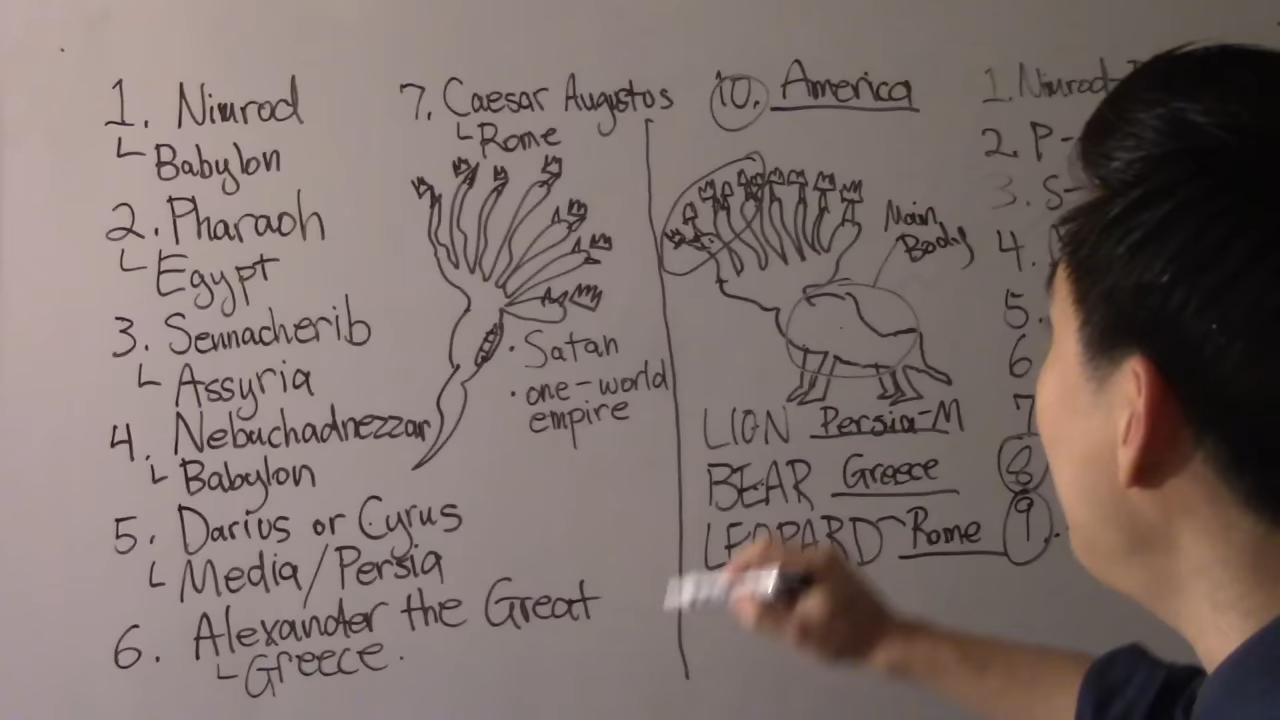 1. Nimrod
Babylon
2. Pharaoh
Egypt
3. Sennacherib
Assyria
4. Nebuchadnezzar
Babylon
5. Darius or Cyrus
Media/Persia
6. Alexander the Great
Greece.
7. Caesar Augustos
Rome
· Satan
· one-world
empire
10. America
Main
Body
LION Persia-M
BEAR Greece
LEOPARD Rome
1. Nimrod-
2. P-
3. S-
4.
5.
6
7
8
9